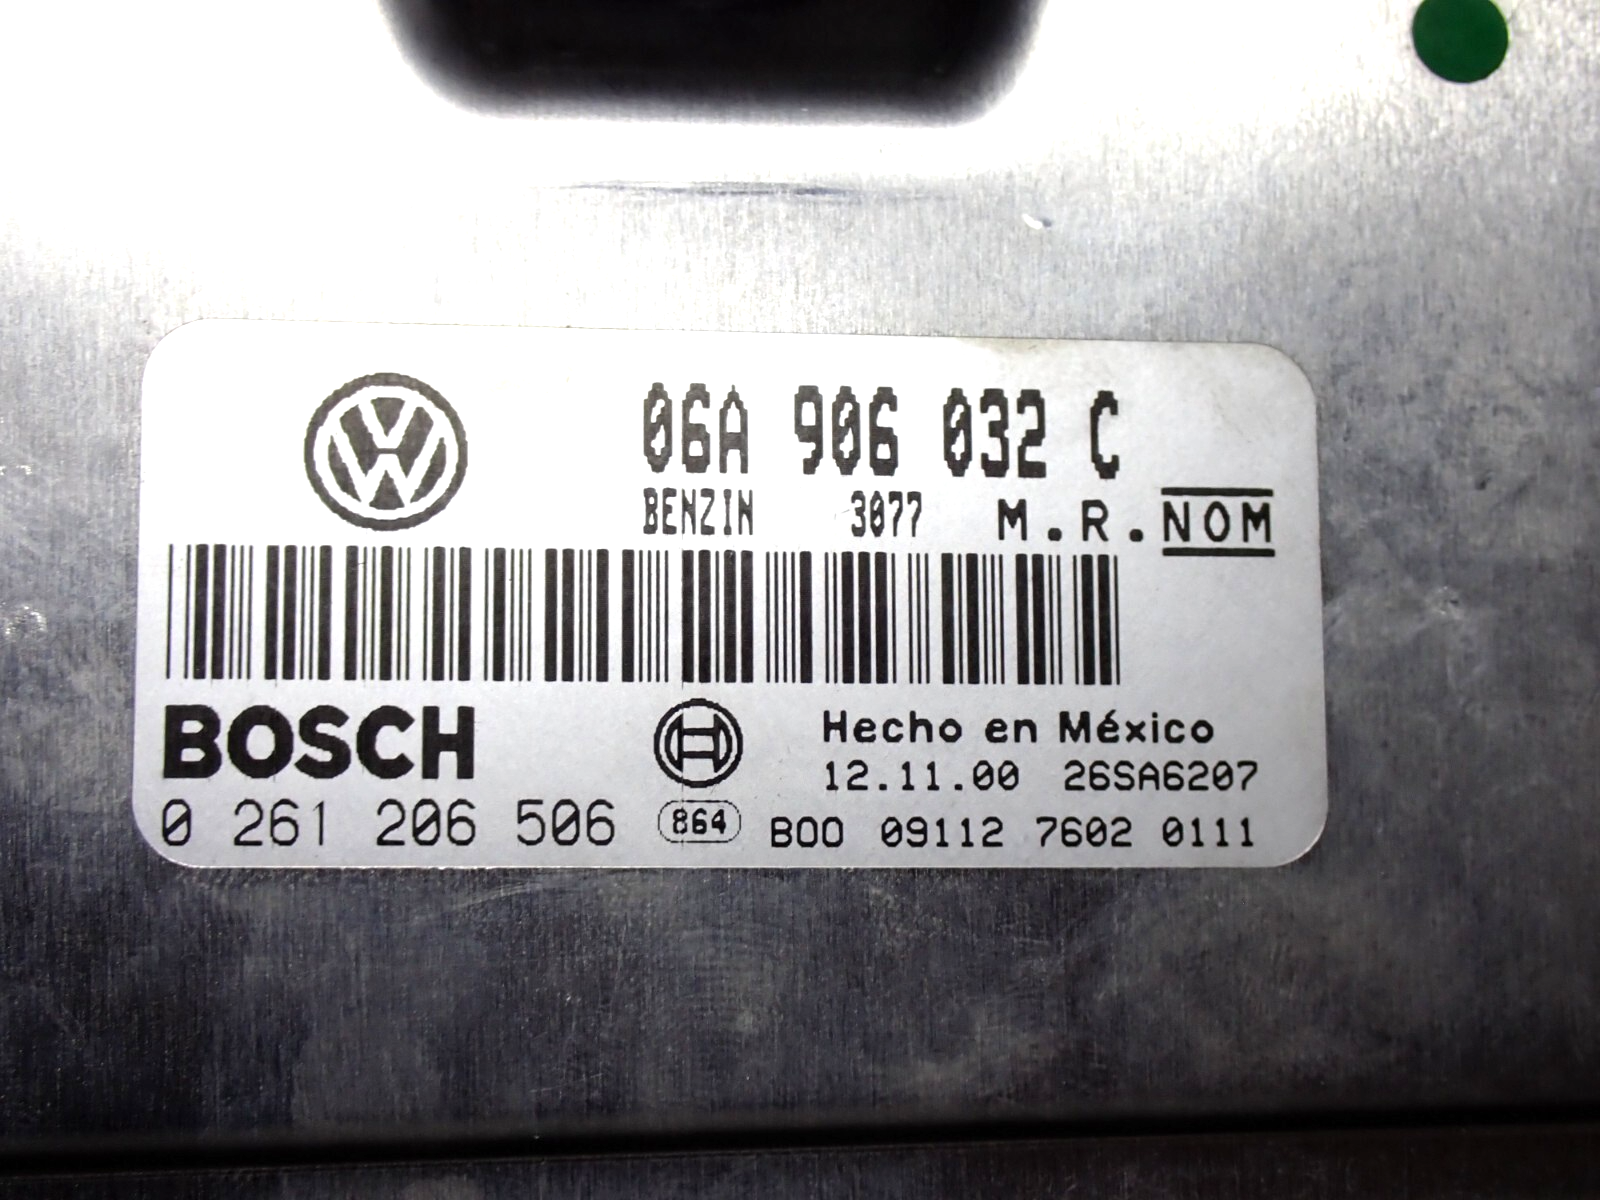 06A 906 032 C
BENZIN 3077 M.R.NOM
BOSCH
Hecho en México
12.11.00 26SA6207
0 261 206 506 864 B00 09112 7602 0111